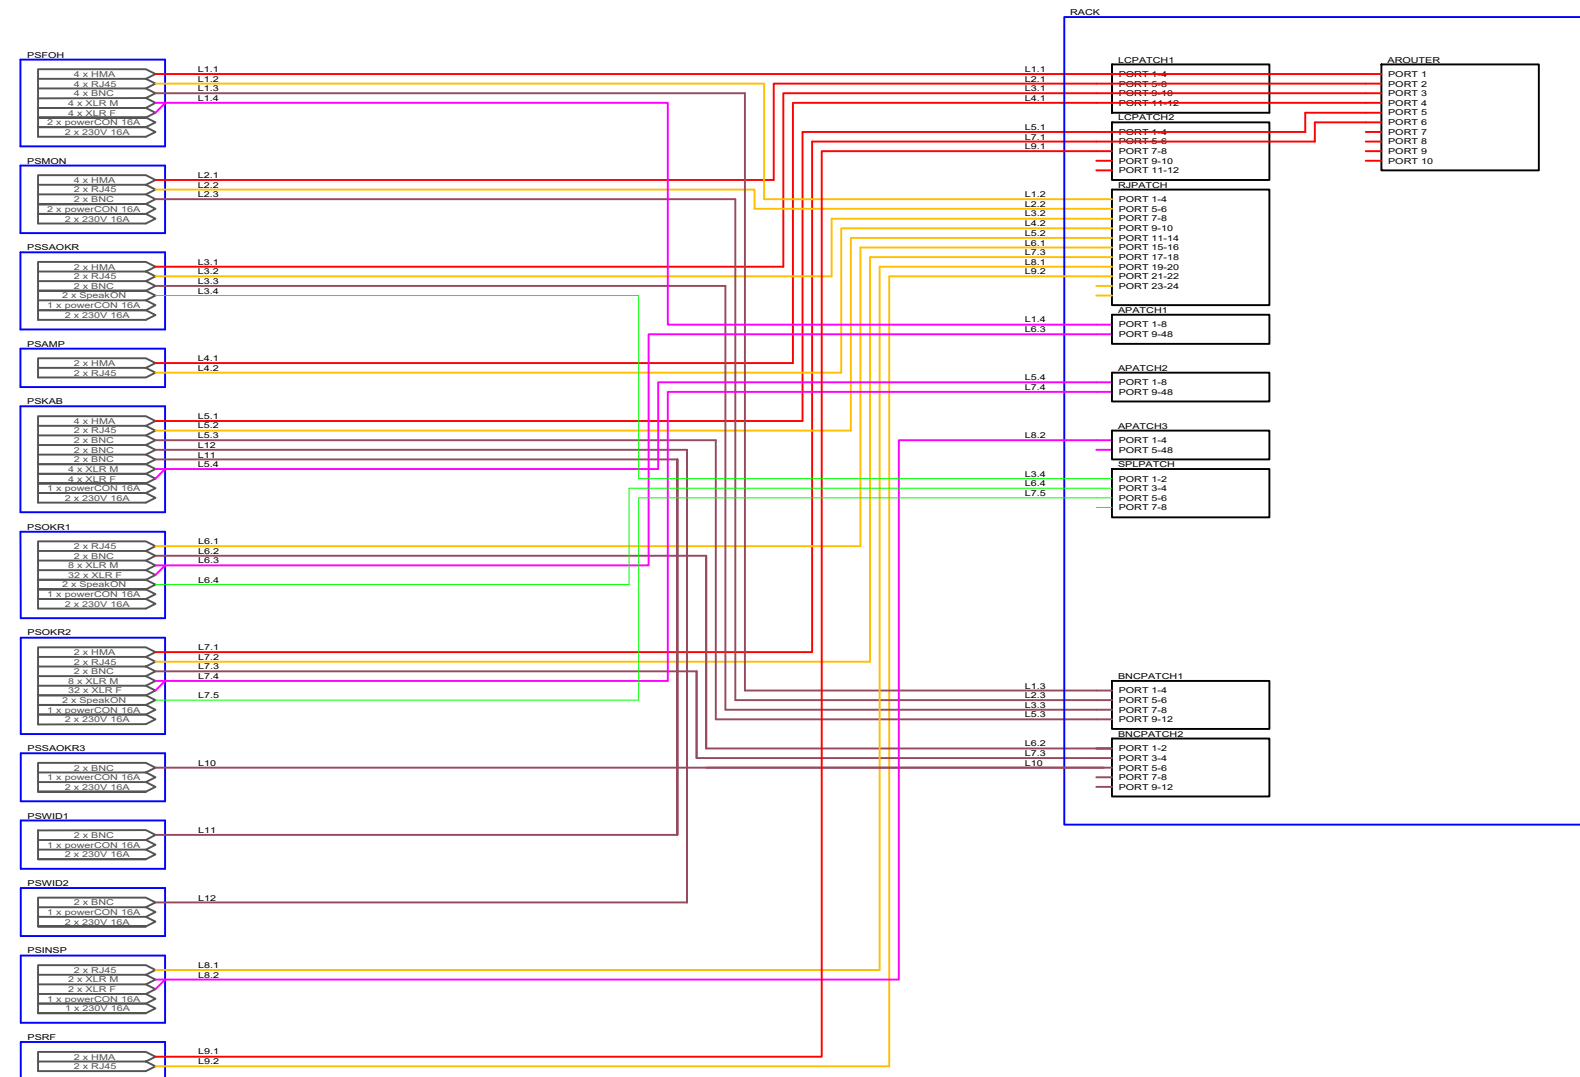 RACK
PSFOH
4 x HMA
4 x RJ45
4 x BNC
4 x XLR M
4 x XLR F
2 x powerCON 16A
2 x 230V 16A
L1.1
L1.2
L1.3
L1.4
PSMON
4 x HMA
2 x RJ45
2 x BNC
2 x powerCON 16A
2 x 230V 16A
L2.1
L2.2
L2.3
PSSAOKR
2 x HMA
2 x RJ45
2 x BNC
2 x SpeakON
1 x powerCON 16A
2 x 230V 16A
L3.1
L3.2
L3.3
L3.4
PSAMP
2 x HMA
2 x RJ45
L4.1
L4.2
PSKAB
4 x HMA
2 x RJ45
2 x BNC
2 x BNC
2 x BNC
4 x XLR M
4 x XLR F
1 x powerCON 16A
2 x 230V 16A
L5.1
L5.2
L5.3
L12
L11
L5.4
PSOKR1
2 x RJ45
2 x BNC
8 x XLR M
32 x XLR F
2 x SpeakON
1 x powerCON 16A
2 x 230V 16A
L6.1
L6.2
L6.3
L6.4
PSOKR2
2 x HMA
2 x RJ45
2 x BNC
8 x XLR M
32 x XLR F
2 x SpeakON
1 x powerCON 16A
2 x 230V 16A
L7.1
L7.2
L7.3
L7.4
L7.5
PSSAOKR3
2 x BNC
1 x powerCON 16A
2 x 230V 16A
L10
PSWID1
2 x BNC
1 x powerCON 16A
2 x 230V 16A
L11
PSWID2
2 x BNC
1 x powerCON 16A
2 x 230V 16A
L12
PSINSP
2 x RJ45
2 x XLR M
2 x XLR F
1 x powerCON 16A
1 x 230V 16A
L8.1
L8.2
PSRF
2 x HMA
2 x RJ45
L9.1
L9.2
LCPATCH1
L1.1 PORT 1-4
L2.1 PORT 5-8
L3.1 PORT 9-10
L4.1 PORT 11-12
LCPATCH2
L5.1 PORT 1-4
L7.1 PORT 5-6
L9.1 PORT 7-8
PORT 9-10
PORT 11-12
RJPATCH
L1.2 PORT 1-4
L2.2 PORT 5-6
L3.2 PORT 7-8
L4.2 PORT 9-10
L5.2 PORT 11-14
L6.1 PORT 15-16
L7.3 PORT 17-18
L8.1 PORT 19-20
L9.2 PORT 21-22
PORT 23-24
APATCH1
L1.4 PORT 1-8
L6.3 PORT 9-48
APATCH2
L5.4 PORT 1-8
L7.4 PORT 9-48
APATCH3
L8.2 PORT 1-4
PORT 5-48
SPLPATCH
L3.4 PORT 1-2
L6.4 PORT 3-4
L7.5 PORT 5-6
PORT 7-8
BNCPATCH1
L1.3 PORT 1-4
L2.3 PORT 5-6
L3.3 PORT 7-8
L5.3 PORT 9-12
BNCPATCH2
L6.2 PORT 1-2
L7.3 PORT 3-4
L10 PORT 5-6
PORT 7-8
PORT 9-12
AROUTER
PORT 1
PORT 2
PORT 3
PORT 4
PORT 5
PORT 6
PORT 7
PORT 8
PORT 9
PORT 10